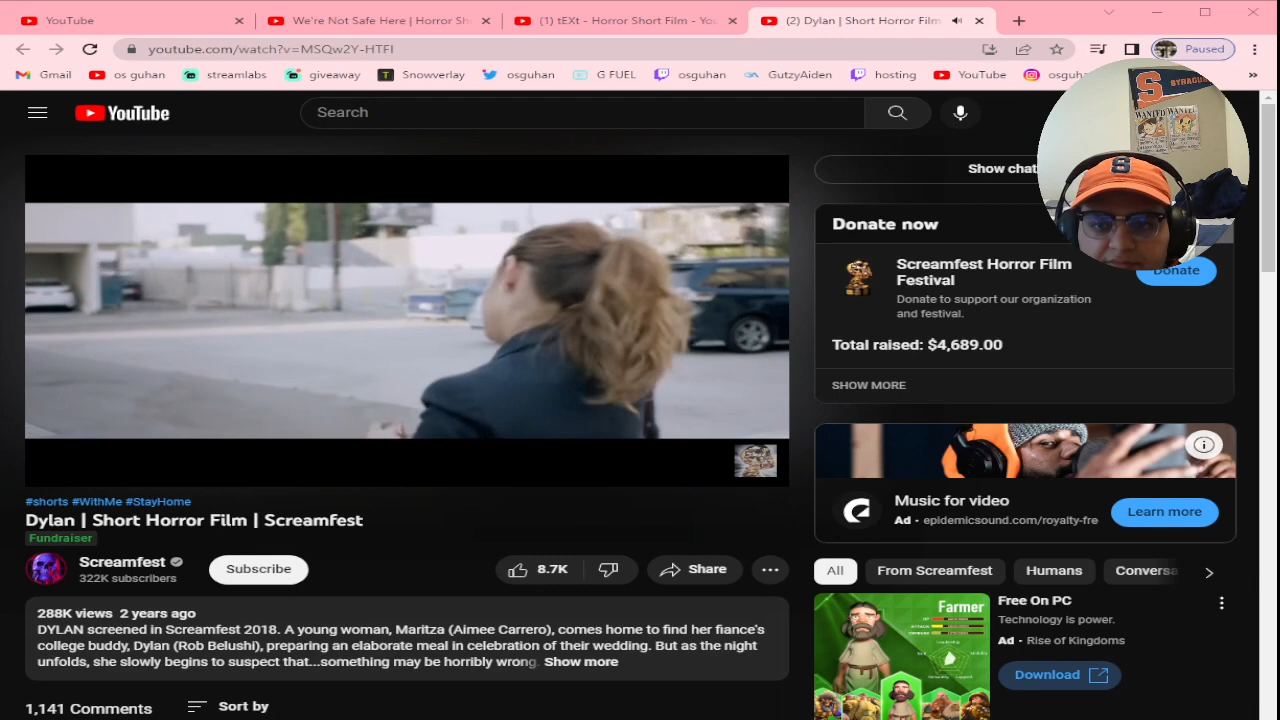 YouTube
We're Not Safe Here | Horror Sh
(1) tEXt - Horror Short Film - You
(2) Dylan | Short Horror Film
youtube.com/watch?v=MSQw2Y-HTFI
Paused
Gmail
os guhan
streamlabs
giveaway
Snowverlay
osguhan
G FUEL
osguhan
GutzyAiden
hosting
YouTube
osguha
YouTube
Search
S SYRACUS
WANTED WANTED
S
Show chat
Donate now
Screamfest Horror Film
Festival
Donate to support our organization
and festival.
Donate
Total raised: $4,689.00
SHOW MORE
Music for video
Ad • epidemicsound.com/royalty-fre
Learn more
#shorts #WithMe #StayHome
Dylan | Short Horror Film | Screamfest
Fundraiser
Screamfest
322K subscribers
Subscribe
8.7K
Share
All
From Screamfest
Humans
Conversa
288K views 2 years ago
DYLAN screened in Screamfest 2018. A young woman, Maritza (Aimee Carrero), comes home to find her fiance's
college buddy, Dylan (Rob Belushi), preparing an elaborate meal in celebration of their wedding. But as the night
unfolds, she slowly begins to suspect that...something may be horribly wrong. Show more
1,141 Comments
Sort by
Farmer
Free On PC
Technology is power.
Ad • Rise of Kingdoms
Download